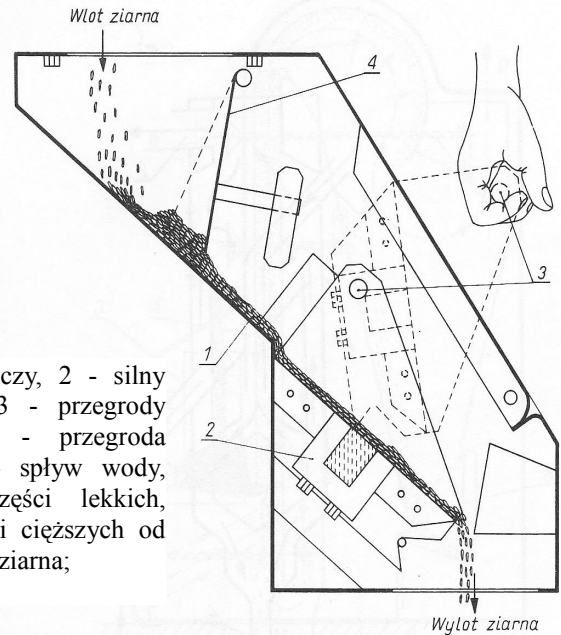 Wlot ziarna
4
3
1
2
czy, 2 - silny
3 - przegrody
- przegroda
spływ wody,
zęści lekkich,
i cięższych od
ziarna;
Wylot ziarna